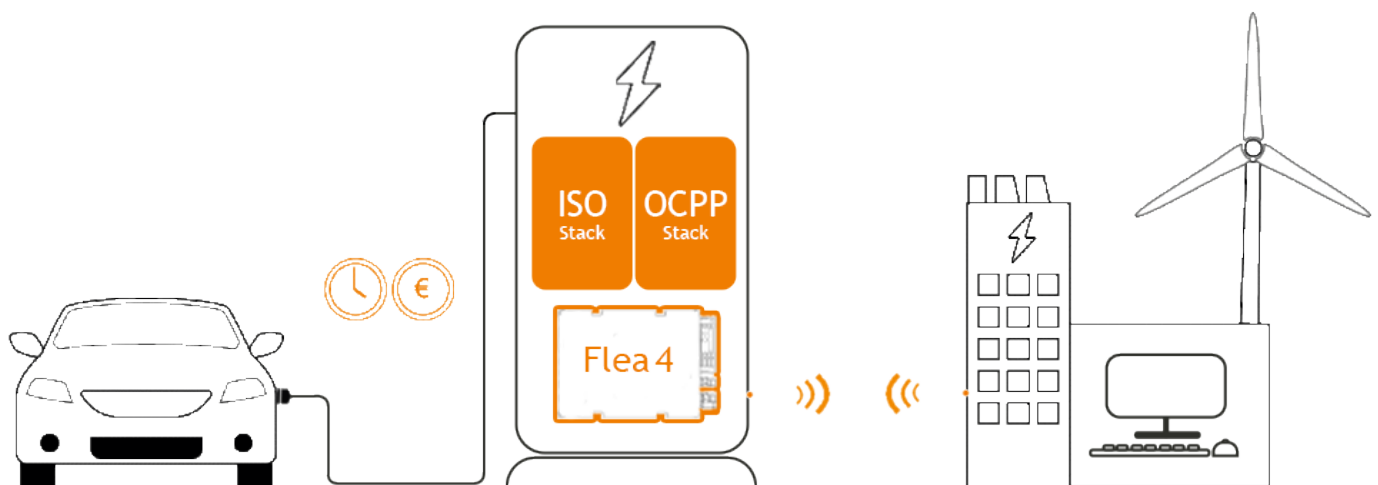 ISO
Stack
OCPP
Stack
€
Flea 4